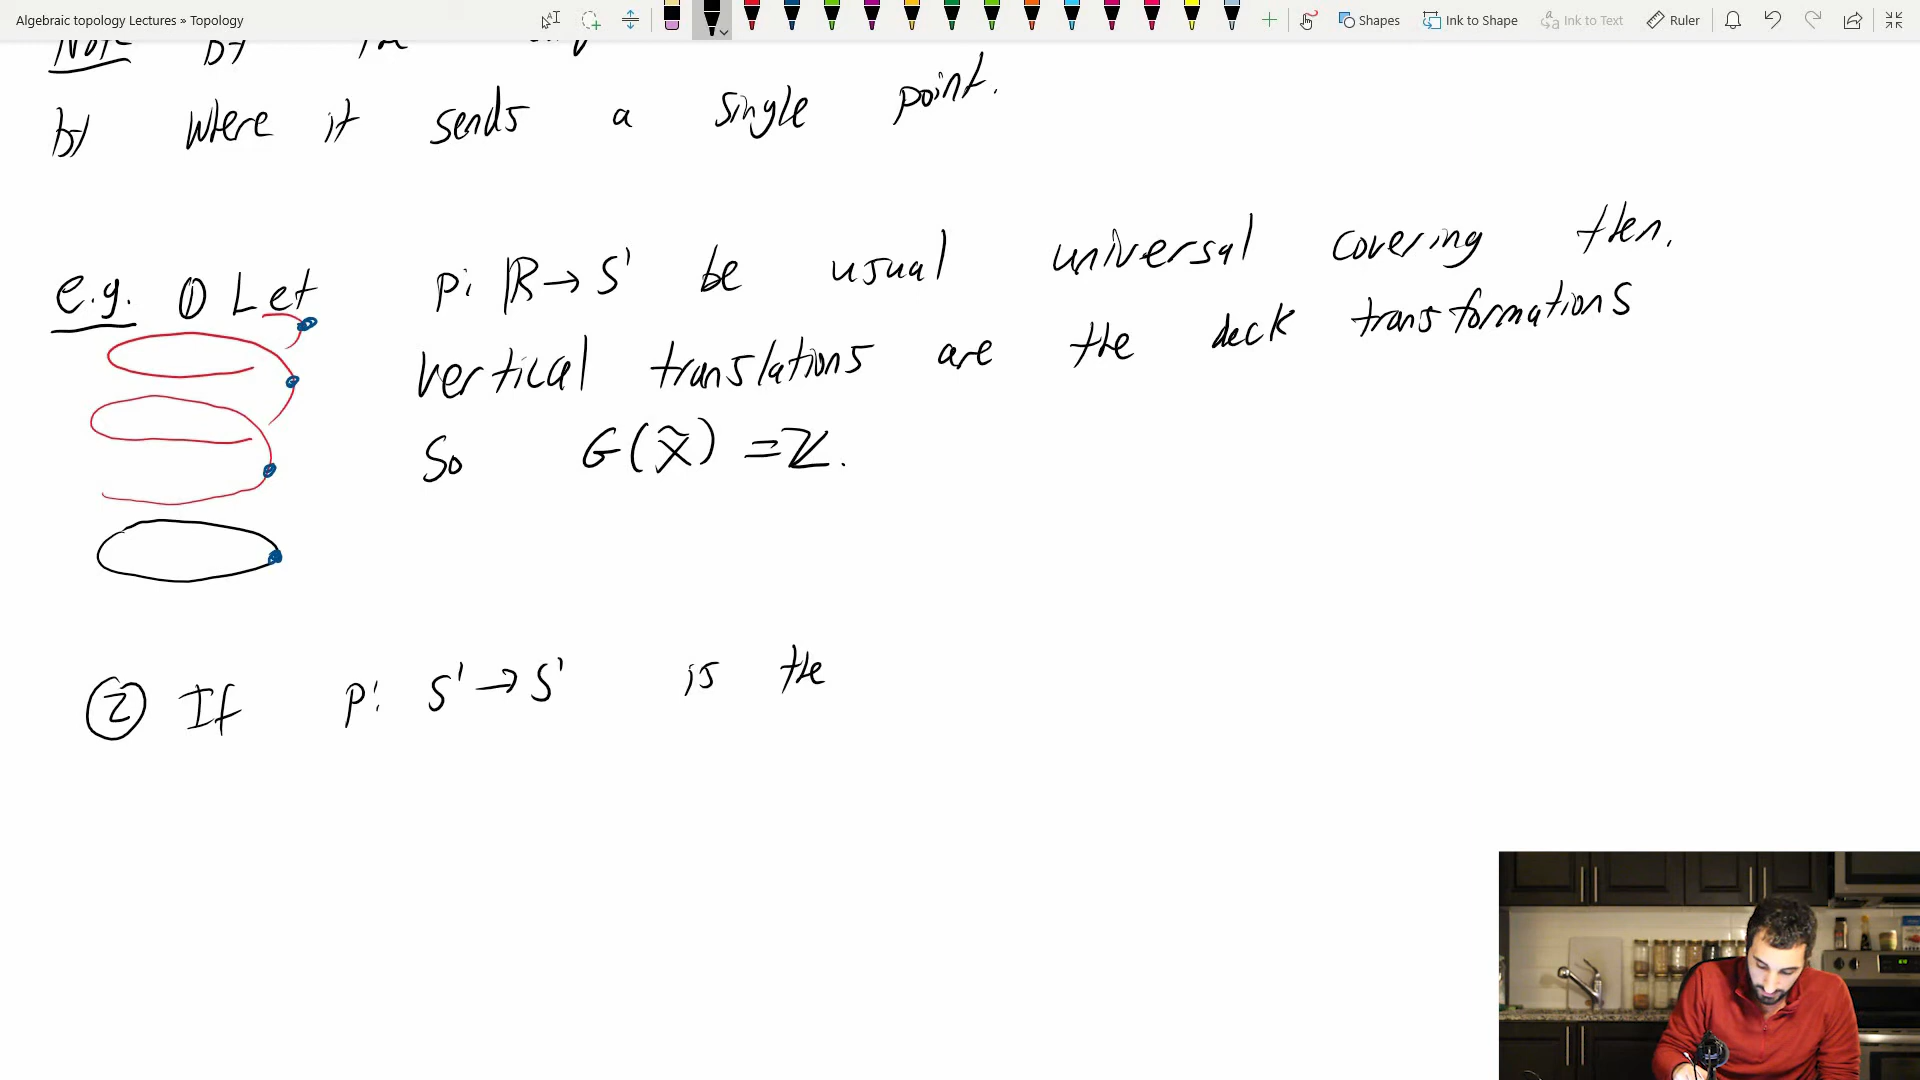 Algebraic topology Lectures » Topology
Shapes Ink to Shape Ink to Text Ruler
Note by the
by where it sends a single point.
e.g. ① Let p: ℝ → S¹ be usual universal covering then.
vertical translations are the deck transformations
So G(X̃) = ℤ.
② If p: S¹ → S¹ is the